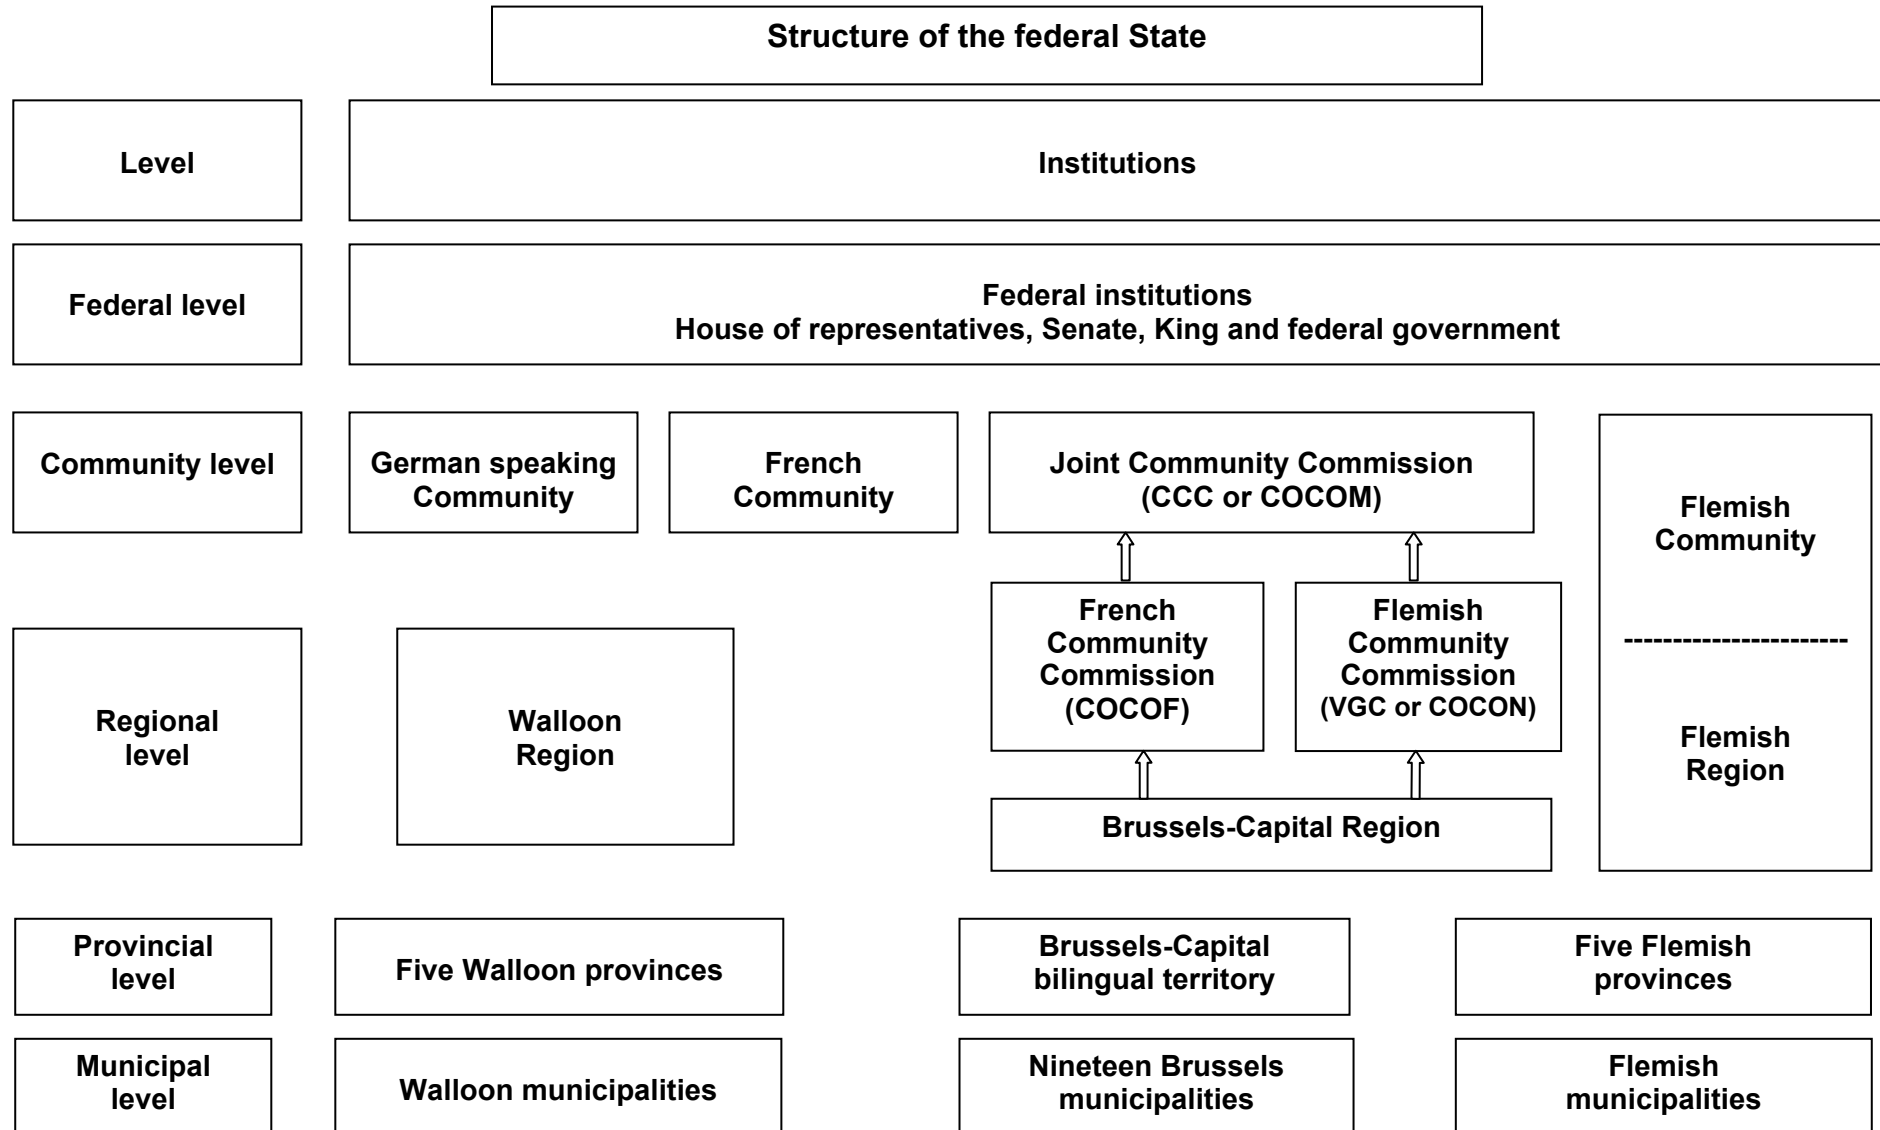 Structure of the federal State
Level
Institutions
Federal level
Federal institutions
House of representatives, Senate, King and federal government
Community level
German speaking
Community
French
Community
Joint Community Commission
(CCC or COCOM)
Flemish
Community
-----------------------
Flemish
Region
Regional
level
Walloon
Region
French
Community
Commission
(COCOF)
Flemish
Community
Commission
(VGC or COCON)
Brussels-Capital Region
Provincial
level
Five Walloon provinces
Brussels-Capital
bilingual territory
Five Flemish
provinces
Municipal
level
Walloon municipalities
Nineteen Brussels
municipalities
Flemish
municipalities